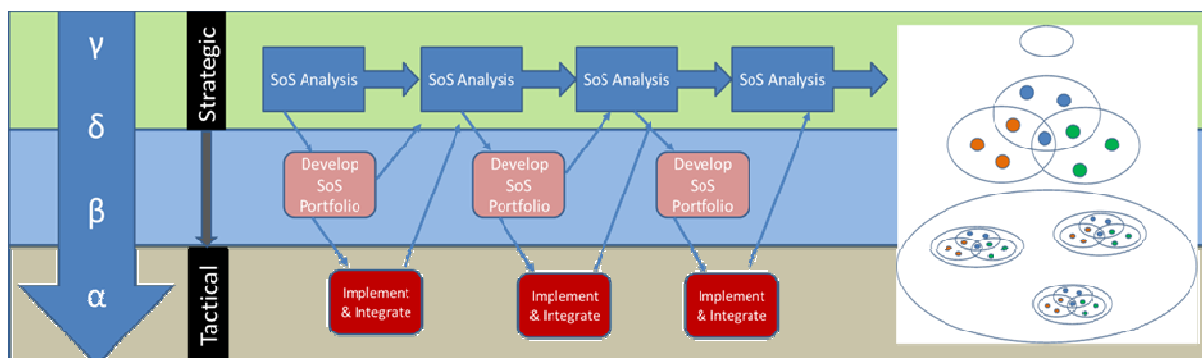 γ
δ
β
α
Strategic
Tactical
SoS Analysis
SoS Analysis
SoS Analysis
SoS Analysis
Develop
SoS
Portfolio
Develop
SoS
Portfolio
Develop
SoS
Portfolio
Implement
& Integrate
Implement
& Integrate
Implement
& Integrate